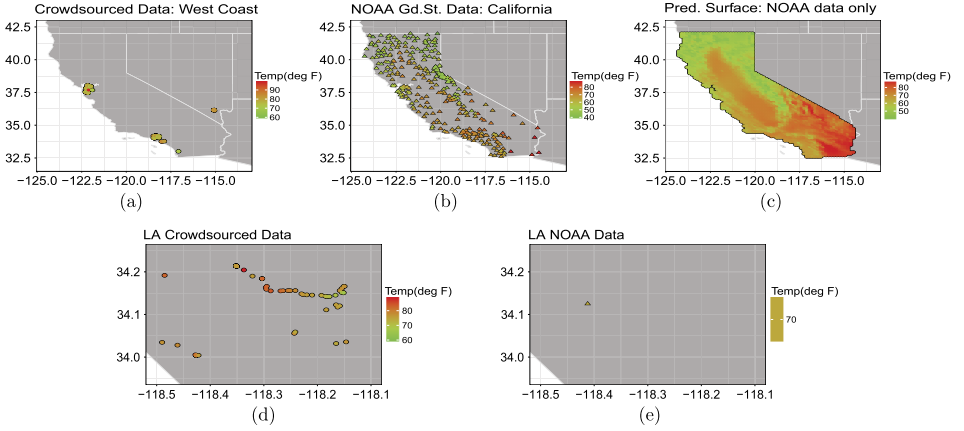 Crowdsourced Data: West Coast
42.5
40.0
37.5
35.0
32.5
−125.0 −122.5 −120.0 −117.5 −115.0
Temp(deg F)
90
80
70
60
(a)
NOAA Gd.St. Data: California
42.5
40.0
37.5
35.0
32.5
−125.0 −122.5 −120.0 −117.5 −115.0
Temp(deg F)
80
70
60
50
40
(b)
Pred. Surface: NOAA data only
42.5
40.0
37.5
35.0
32.5
−125.0 −122.5 −120.0 −117.5 −115.0
Temp(deg F)
80
70
60
50
(c)
LA Crowdsourced Data
34.2
34.1
34.0
−118.5 −118.4 −118.3 −118.2 −118.1
Temp(deg F)
80
70
60
(d)
LA NOAA Data
34.2
34.1
34.0
−118.5 −118.4 −118.3 −118.2 −118.1
Temp(deg F)
70
(e)